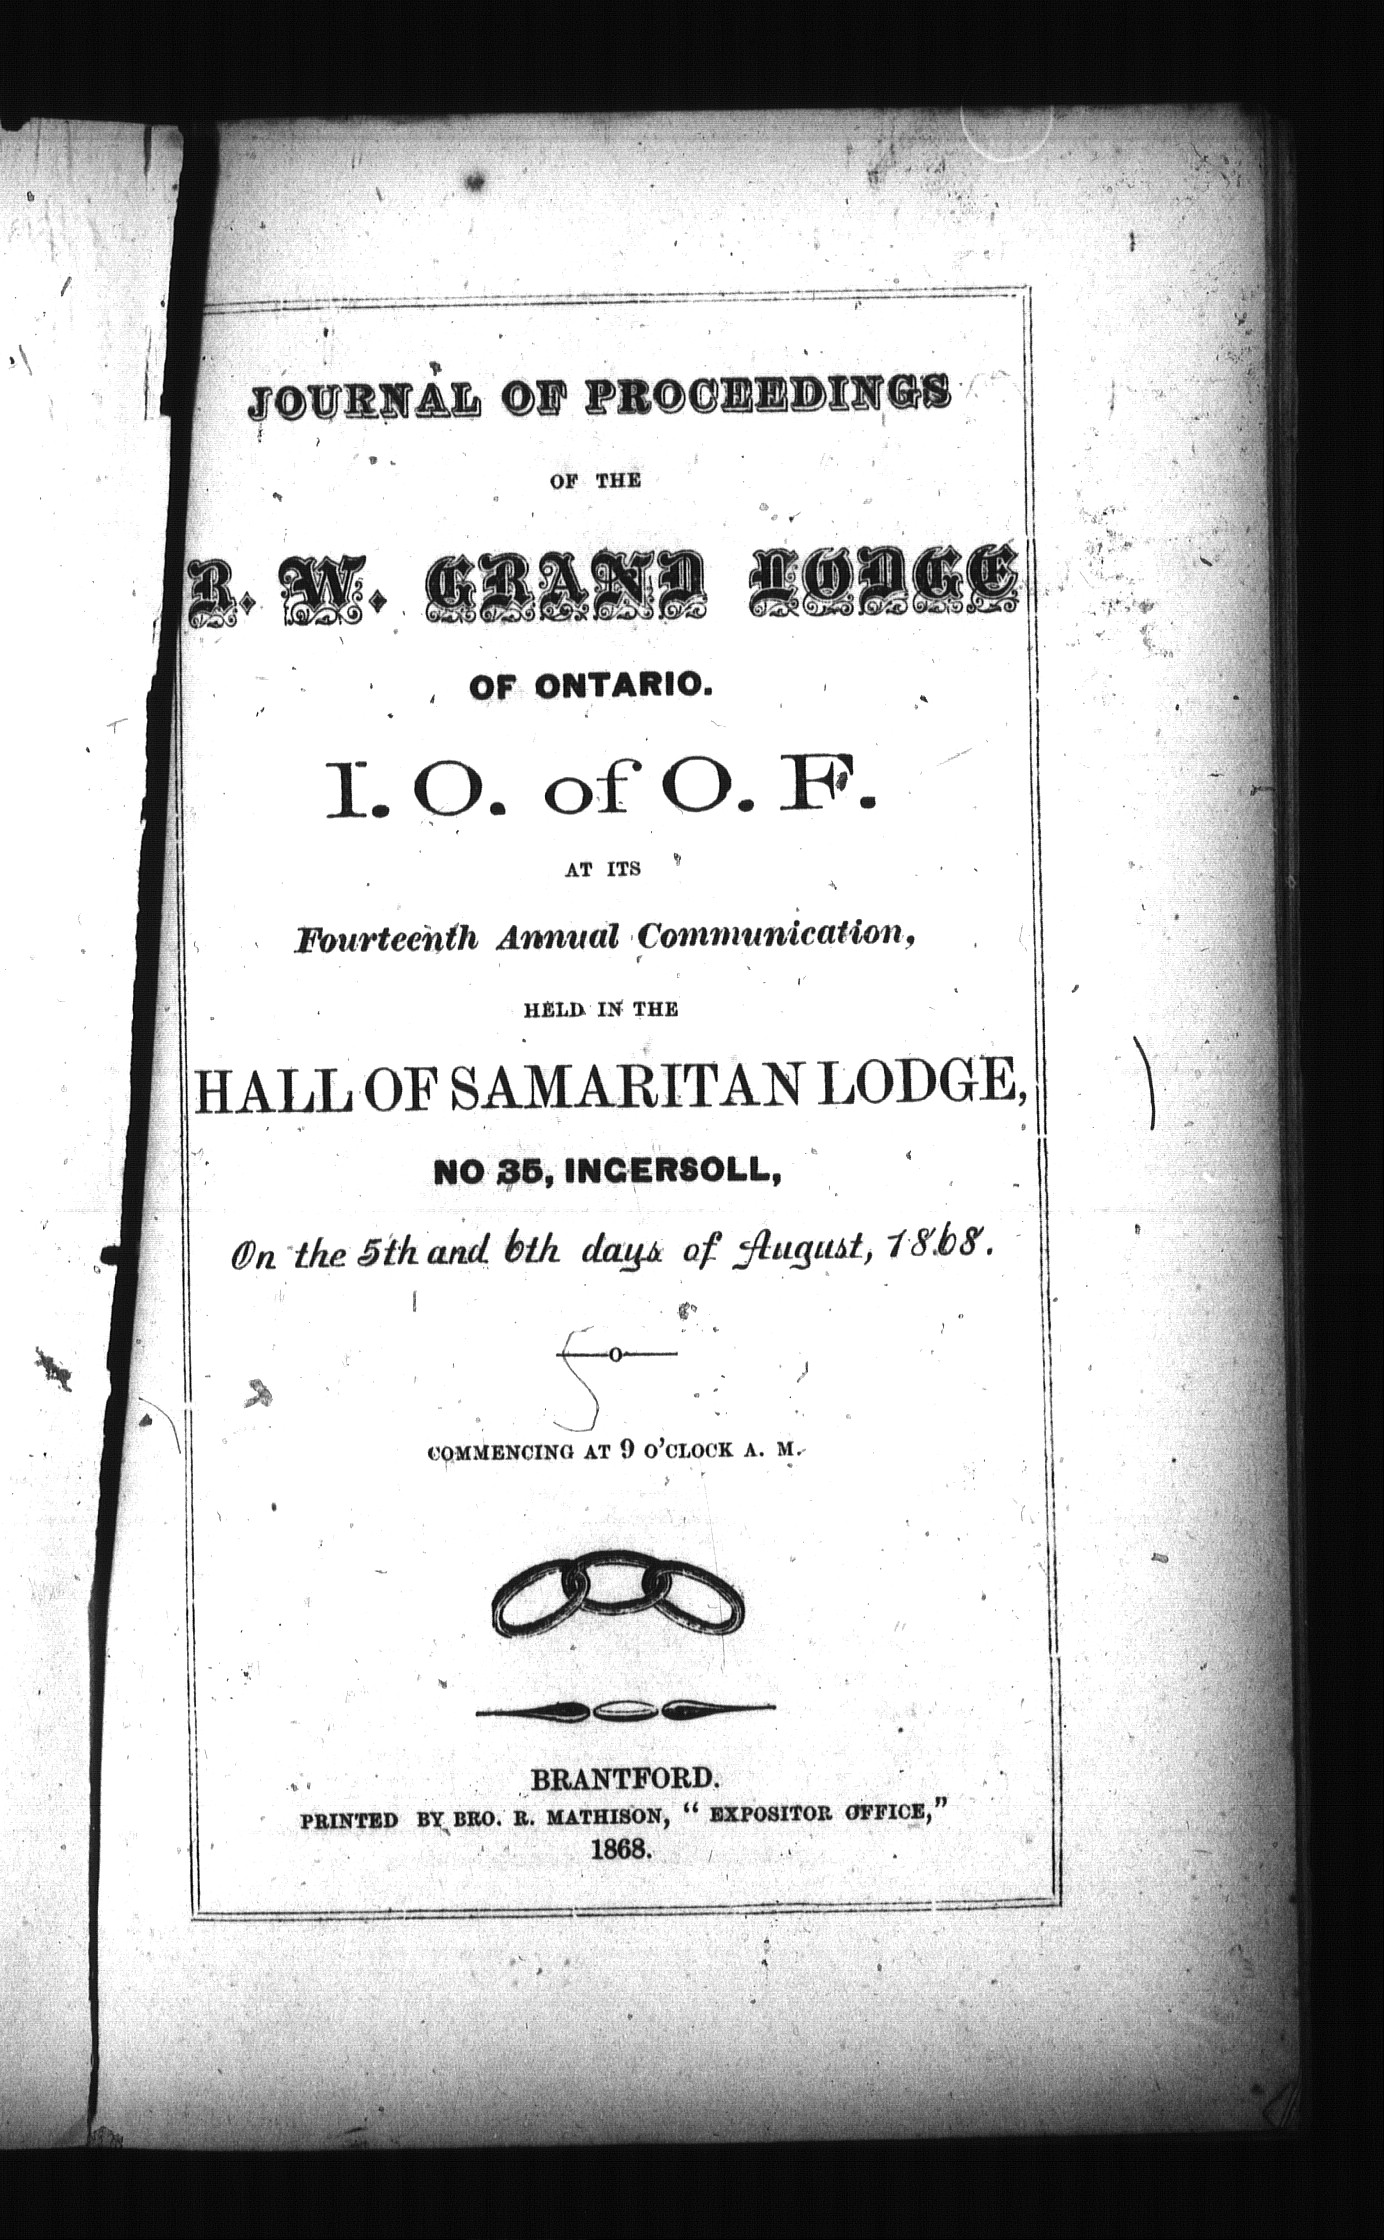 JOURNAL OF PROCEEDINGS
OF THE
R. W. GRAND LODGE
OF ONTARIO.
I. O. of O. F.
AT ITS
Fourteenth Annual Communication,
HELD IN THE
HALL OF SAMARITAN LODGE,
NO 35, INGERSOLL,
On the 5th and 6th days of August, 1868.
COMMENCING AT 9 O'CLOCK A. M.
BRANTFORD.
PRINTED BY BRO. R. MATHISON, “ EXPOSITOR OFFICE,”
1868.